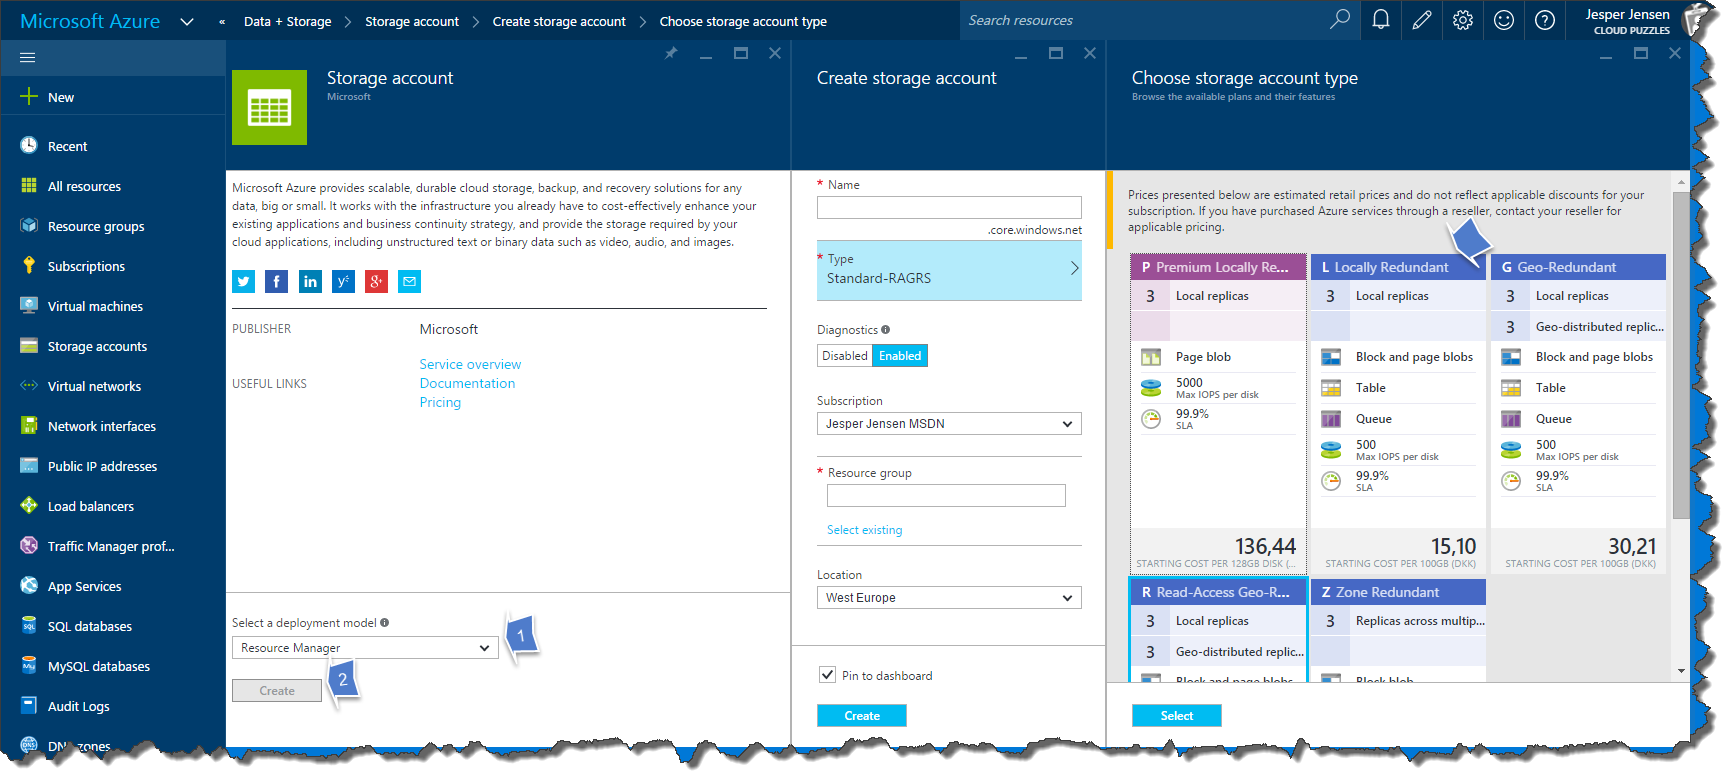 Microsoft Azure
«
Data + Storage
Storage account
Create storage account
Choose storage account type
Search resources
Jesper Jensen
CLOUD PUZZLES
New
Recent
All resources
Resource groups
Subscriptions
Virtual machines
Storage accounts
Virtual networks
Network interfaces
Public IP addresses
Load balancers
Traffic Manager prof...
App Services
SQL databases
MySQL databases
Audit Logs
DNS zones
Storage account
Microsoft
Microsoft Azure provides scalable, durable cloud storage, backup, and recovery solutions for any
data, big or small. It works with the infrastructure you already have to cost-effectively enhance your
existing applications and business continuity strategy, and provide the storage required by your
cloud applications, including unstructured text or binary data such as video, audio, and images.
PUBLISHER
Microsoft
USEFUL LINKS
Service overview
Documentation
Pricing
Select a deployment model
1
Resource Manager
2
Create
Create storage account
* Name
.core.windows.net
* Type
Standard-RAGRS
Diagnostics
Disabled
Enabled
Subscription
Jesper Jensen MSDN
* Resource group
Select existing
Location
West Europe
Pin to dashboard
Create
Choose storage account type
Browse the available plans and their features
Prices presented below are estimated retail prices and do not reflect applicable discounts for your
subscription. If you have purchased Azure services through a reseller, contact your reseller for
applicable pricing.
P Premium Locally Re...
3 Local replicas
Page blob
5000
Max IOPS per disk
99.9%
SLA
136,44
STARTING COST PER 128GB DISK (...
L Locally Redundant
3 Local replicas
Block and page blobs
Table
Queue
500
Max IOPS per disk
99.9%
SLA
15,10
STARTING COST PER 100GB (DKK)
G Geo-Redundant
3 Local replicas
3 Geo-distributed replic...
Block and page blobs
Table
Queue
500
Max IOPS per disk
99.9%
SLA
30,21
STARTING COST PER 100GB (DKK)
R Read-Access Geo-R...
3 Local replicas
3 Geo-distributed replic...
Block and page blobs
Z Zone Redundant
3 Replicas across multip...
Block blob
Select